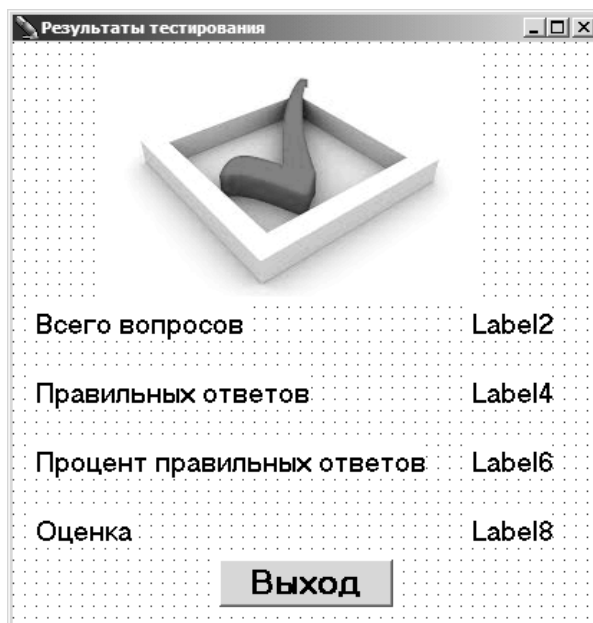 Результаты тестирования
Всего вопросов Label2
Правильных ответов Label4
Процент правильных ответов Label6
Оценка Label8
Выход